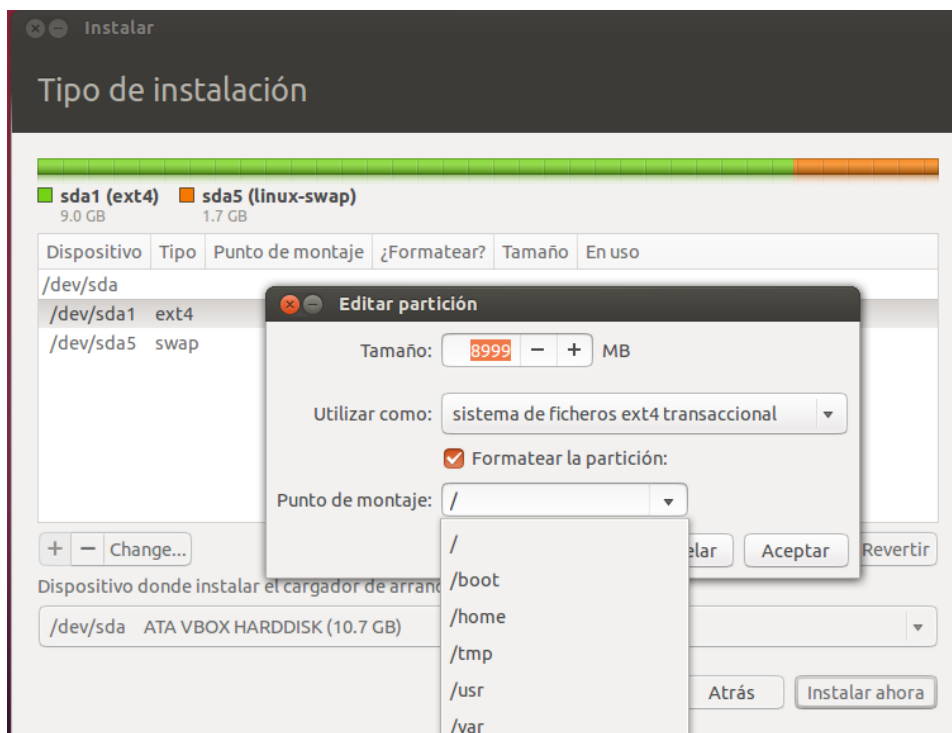 Instalar
Tipo de instalación
sda1 (ext4) sda5 (linux-swap)
9.0 GB 1.7 GB
Dispositivo Tipo Punto de montaje ¿Formatear? Tamaño En uso
/dev/sda
/dev/sda1 ext4
/dev/sda5 swap
Editar partición
Tamaño: 8999 − + MB
Utilizar como: sistema de ficheros ext4 transaccional
Formatear la partición:
Punto de montaje: /
/
/boot
/home
/tmp
/usr
/var
elar Aceptar
+ − Change... Revertir
Dispositivo donde instalar el cargador de
/dev/sda ATA VBOX HARDDISK (10.7 GB)
Atrás Instalar ahora